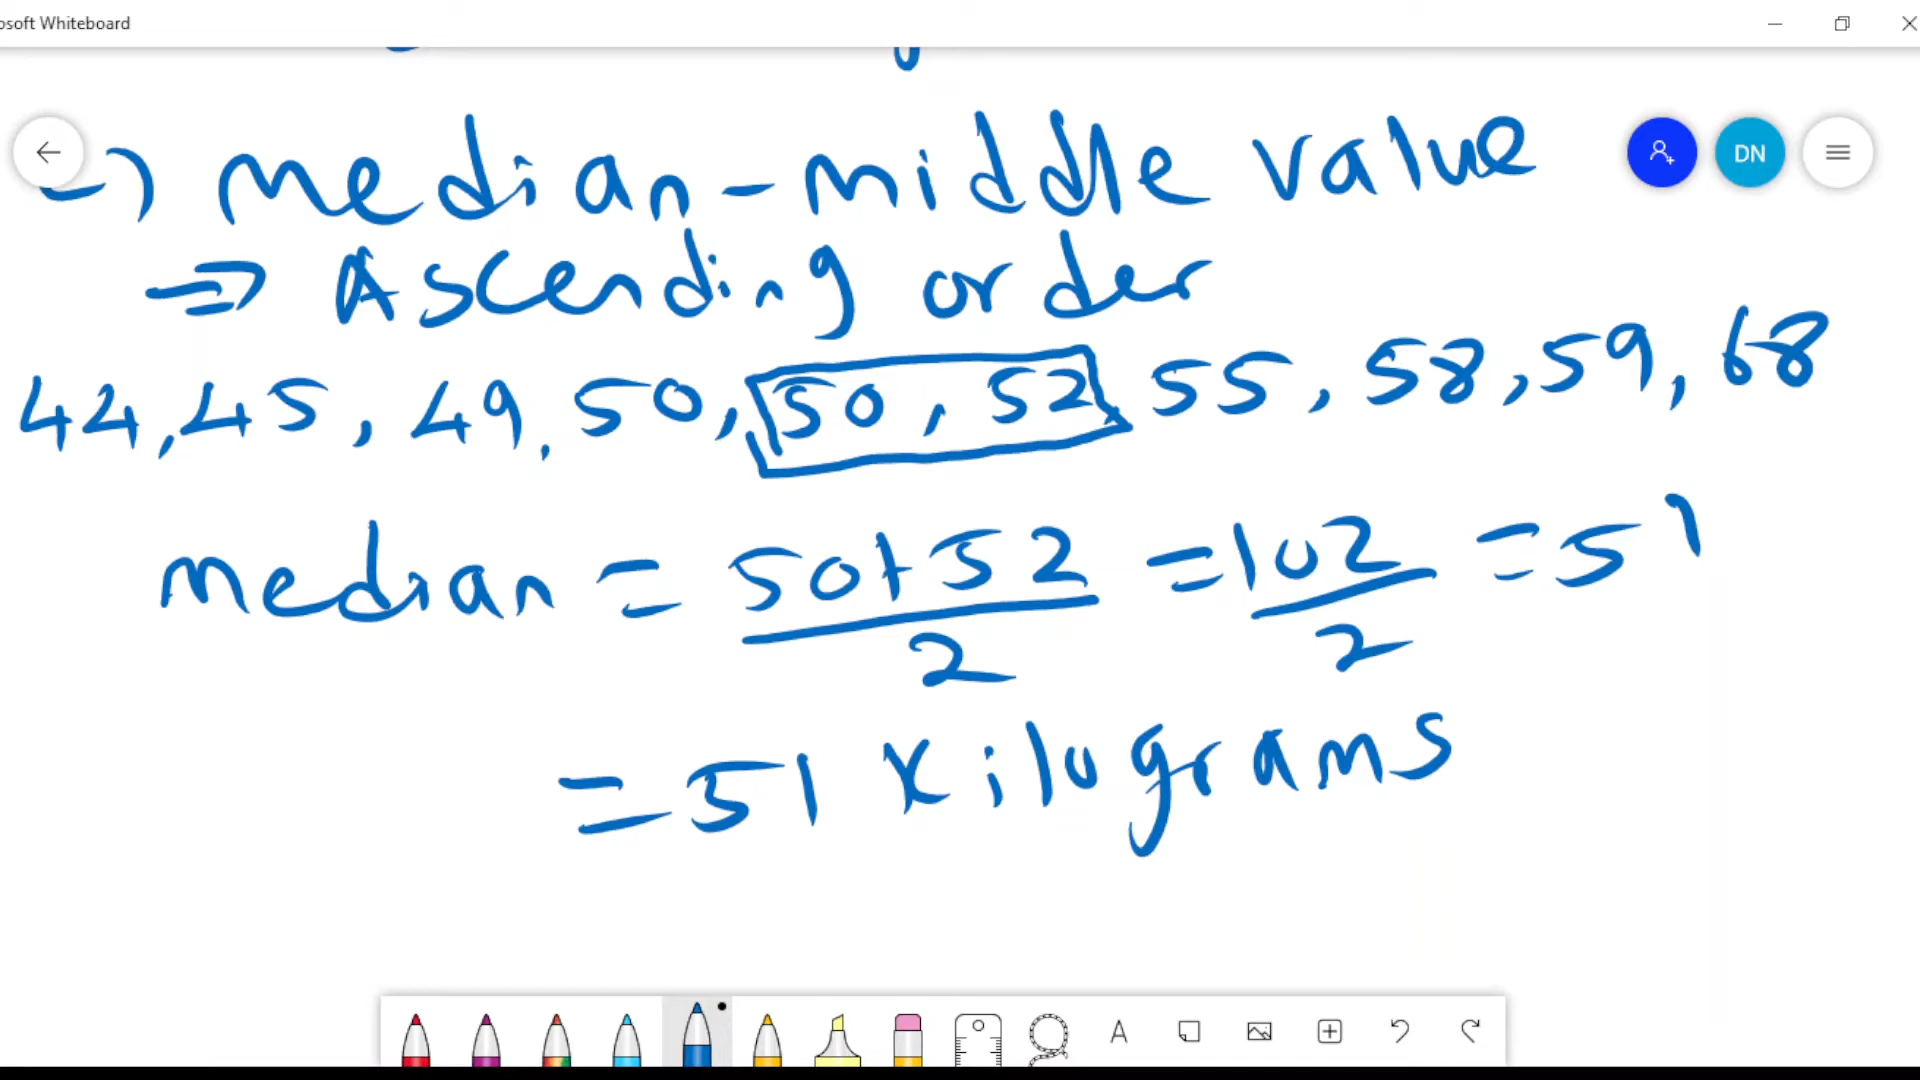 osoft Whiteboard
DN
-) median - middle value
⇒ Ascending order
44, 45, 49, 50, 50, 52, 55, 58, 59, 68
median = 50+52/2 = 102/2 = 51
= 51 Kilograms
A